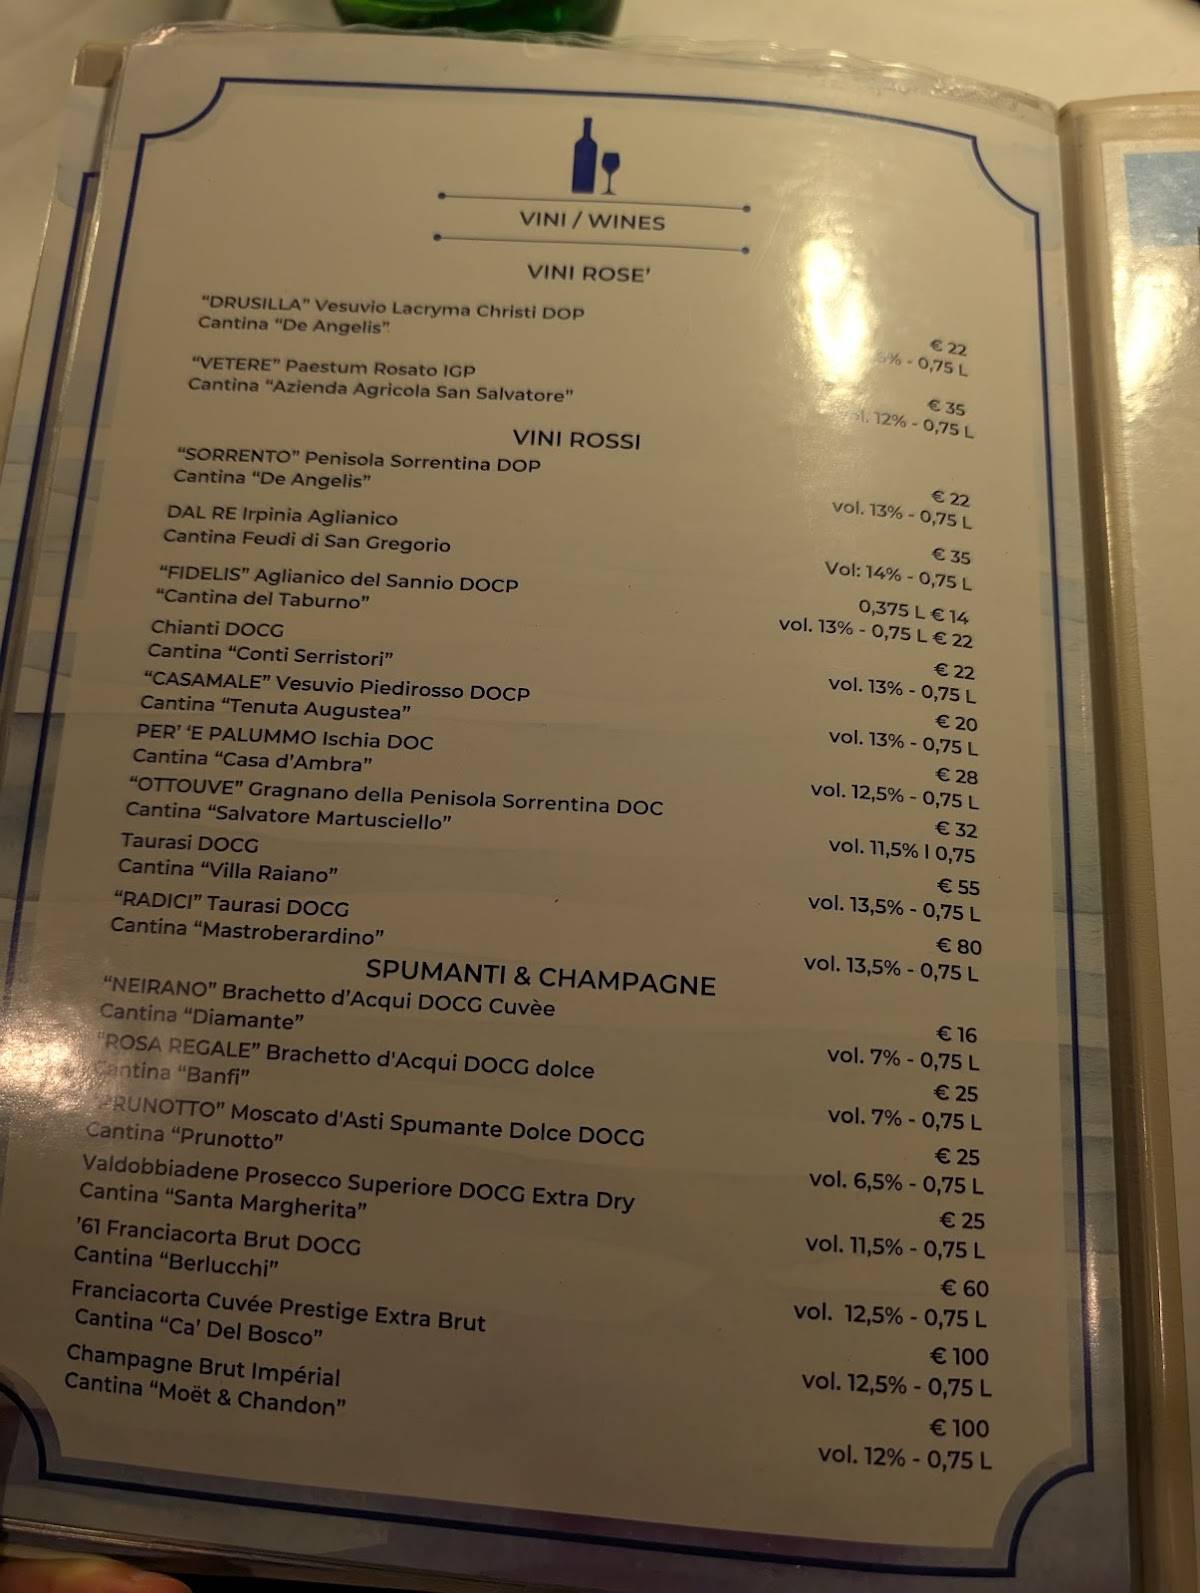 VINI / WINES
VINI ROSE'
“DRUSILLA” Vesuvio Lacryma Christi DOP
Cantina “De Angelis”
€ 22
% - 0,75 L
“VETERE” Paestum Rosato IGP
Cantina “Azienda Agricola San Salvatore”
€ 35
12% - 0,75 L
VINI ROSSI
“SORRENTO” Penisola Sorrentina DOP
Cantina “De Angelis”
€ 22
vol. 13% - 0,75 L
DAL RE Irpinia Aglianico
Cantina Feudi di San Gregorio
€ 35
Vol: 14% - 0,75 L
“FIDELIS” Aglianico del Sannio DOCP
“Cantina del Taburno”
0,375 L € 14
vol. 13% - 0,75 L € 22
Chianti DOCG
Cantina “Conti Serristori”
€ 22
vol. 13% - 0,75 L
“CASAMALE” Vesuvio Piedirosso DOCP
Cantina “Tenuta Augustea”
€ 20
vol. 13% - 0,75 L
PER’ ‘E PALUMMO Ischia DOC
Cantina “Casa d’Ambra”
€ 28
vol. 12,5% - 0,75 L
“OTTOUVE” Gragnano della Penisola Sorrentina DOC
Cantina “Salvatore Martusciello”
€ 32
vol. 11,5% l 0,75
Taurasi DOCG
Cantina “Villa Raiano”
€ 55
vol. 13,5% - 0,75 L
“RADICI” Taurasi DOCG
Cantina “Mastroberardino”
€ 80
vol. 13,5% - 0,75 L
SPUMANTI & CHAMPAGNE
“NEIRANO” Brachetto d’Acqui DOCG Cuvèe
Cantina “Diamante”
€ 16
vol. 7% - 0,75 L
“ROSA REGALE” Brachetto d'Acqui DOCG dolce
Cantina “Banfi”
€ 25
vol. 7% - 0,75 L
“PRUNOTTO” Moscato d'Asti Spumante Dolce DOCG
Cantina “Prunotto”
€ 25
vol. 6,5% - 0,75 L
Valdobbiadene Prosecco Superiore DOCG Extra Dry
Cantina “Santa Margherita”
€ 25
vol. 11,5% - 0,75 L
’61 Franciacorta Brut DOCG
Cantina “Berlucchi”
€ 60
vol. 12,5% - 0,75 L
Franciacorta Cuvée Prestige Extra Brut
Cantina “Ca’ Del Bosco”
€ 100
vol. 12,5% - 0,75 L
Champagne Brut Impérial
Cantina “Moët & Chandon”
€ 100
vol. 12% - 0,75 L